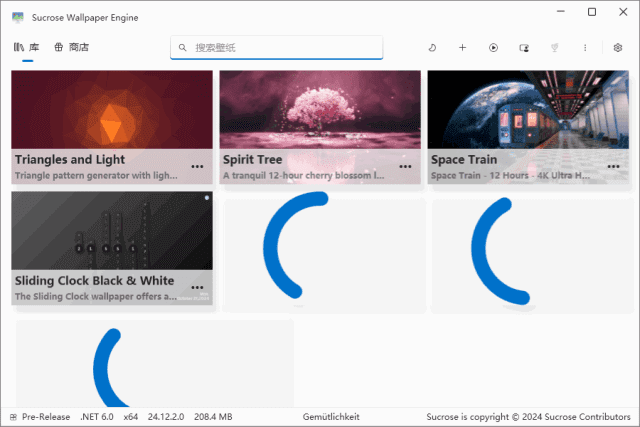 Sucrose Wallpaper Engine
库 商店 搜索壁纸
Triangles and Light
Triangle pattern generator with ligh...
Spirit Tree
A tranquil 12-hour cherry blossom l...
Space Train
Space Train - 12 Hours - 4K Ultra H...
Sliding Clock Black & White
The Sliding Clock wallpaper offers a...
Pre-Release .NET 6.0 x64 24.12.2.0 208.4 MB Gemütlichkeit Sucrose is copyright © 2024 Sucrose Contributors